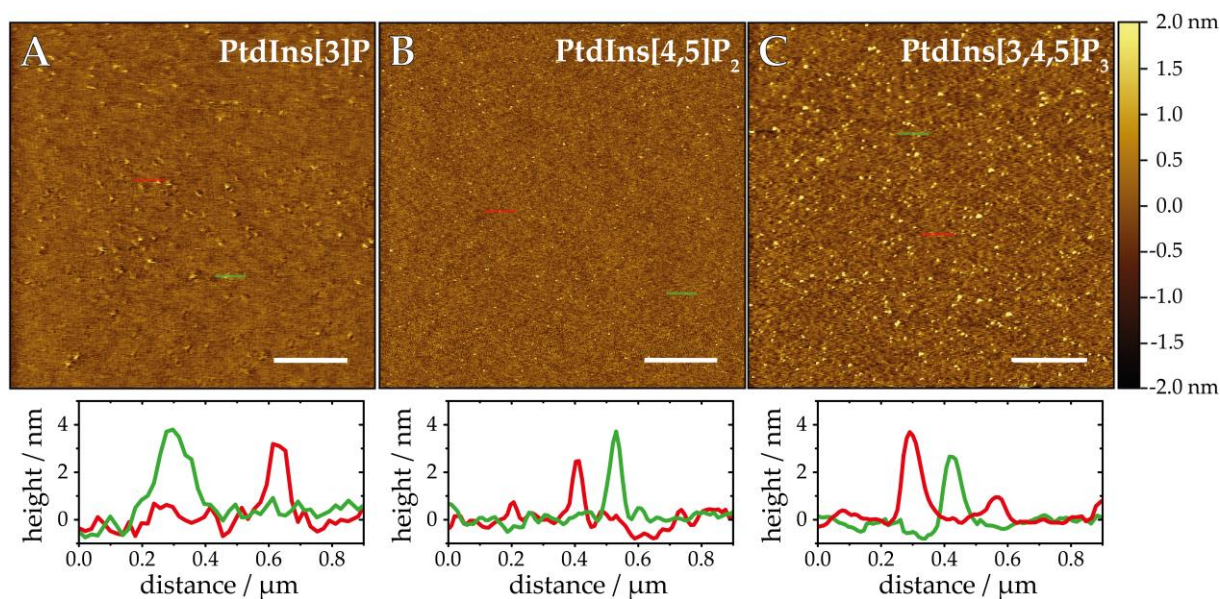 A PtdIns[3]P B PtdIns[4,5]P₂ C PtdIns[3,4,5]P₃
2.0 nm
1.0
0.5
0.0
-0.5
-1.0
-2.0 nm
4
2
0
height / nm
0.0 0.2 0.4 0.6 0.8
distance / µm
4
2
0
height / nm
0.0 0.2 0.4 0.6 0.8
distance / µm
4
2
0
height / nm
0.0 0.2 0.4 0.6 0.8
distance / µm